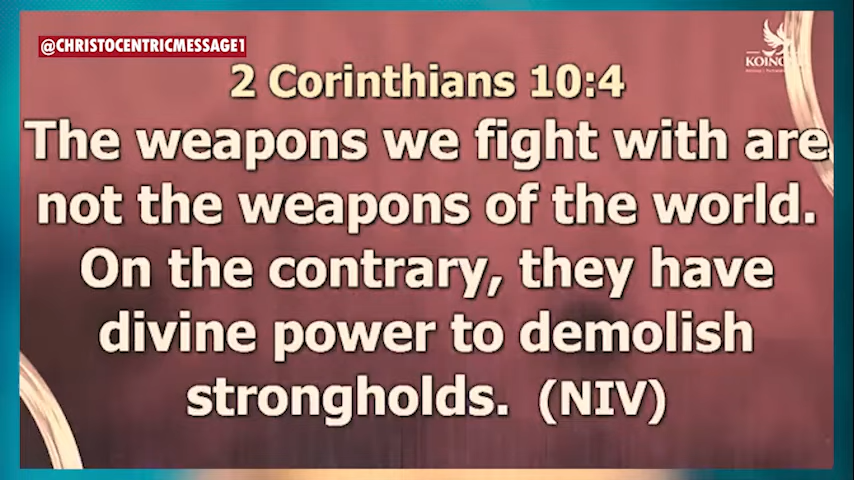 @CHRISTOCENTRICMESSAGE1
2 Corinthians 10:4
The weapons we fight with are
not the weapons of the world.
On the contrary, they have
divine power to demolish
strongholds. (NIV)